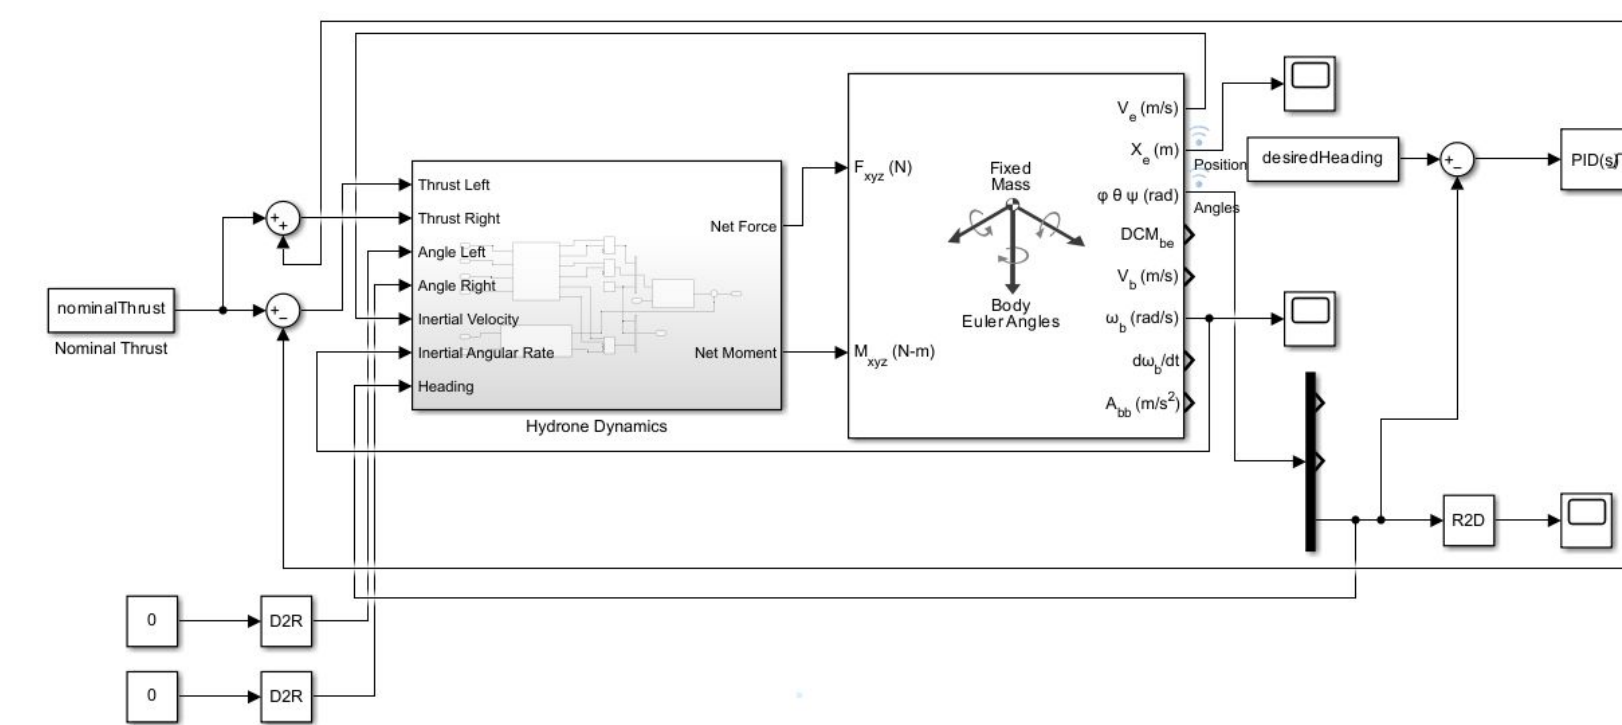 Thrust Left
Thrust Right
Angle Left
Angle Right
Inertial Velocity
Inertial Angular Rate
Heading
Net Force
Net Moment
Hydrone Dynamics
nominalThrust
Nominal Thrust
+
+
+
−
0
D2R
0
D2R
F_xyz (N)
M_xyz (N-m)
Fixed
Mass
Body
Euler Angles
V_e (m/s)
X_e (m)
φ θ ψ (rad)
DCM_be
V_b (m/s)
ω_b (rad/s)
dω_b/dt
A_bb (m/s²)
Position
Angles
desiredHeading
+
−
PID(s)
R2D